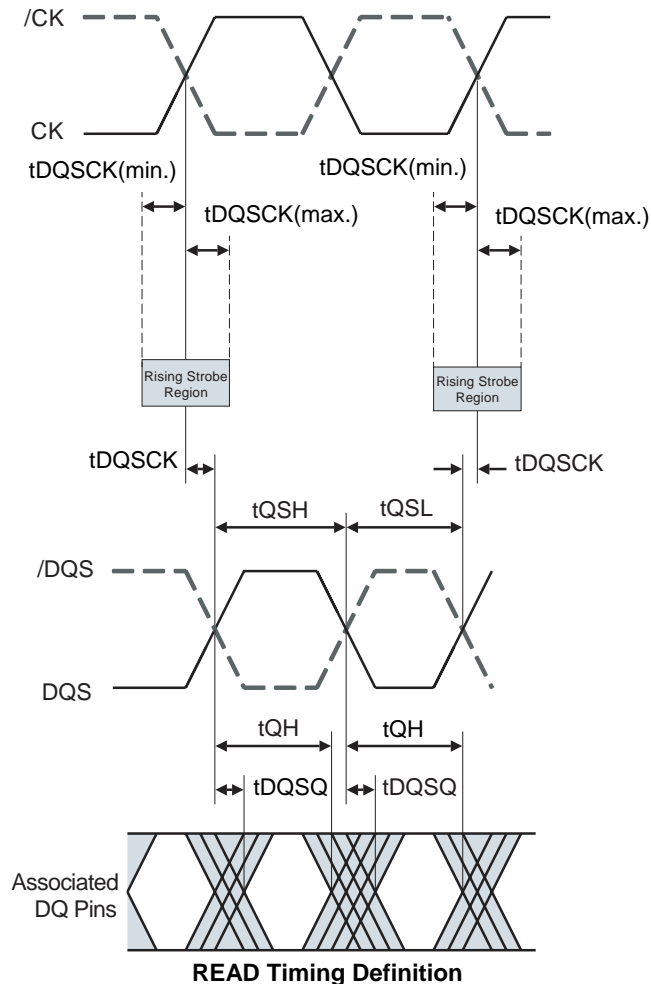 /CK
CK
tDQSCK(min.)
tDQSCK(min.)
tDQSCK(max.)
tDQSCK(max.)
Rising Strobe
Region
Rising Strobe
Region
tDQSCK
tDQSCK
tQSH
tQSL
/DQS
DQS
tQH
tQH
tDQSQ
tDQSQ
Associated
DQ Pins
READ Timing Definition